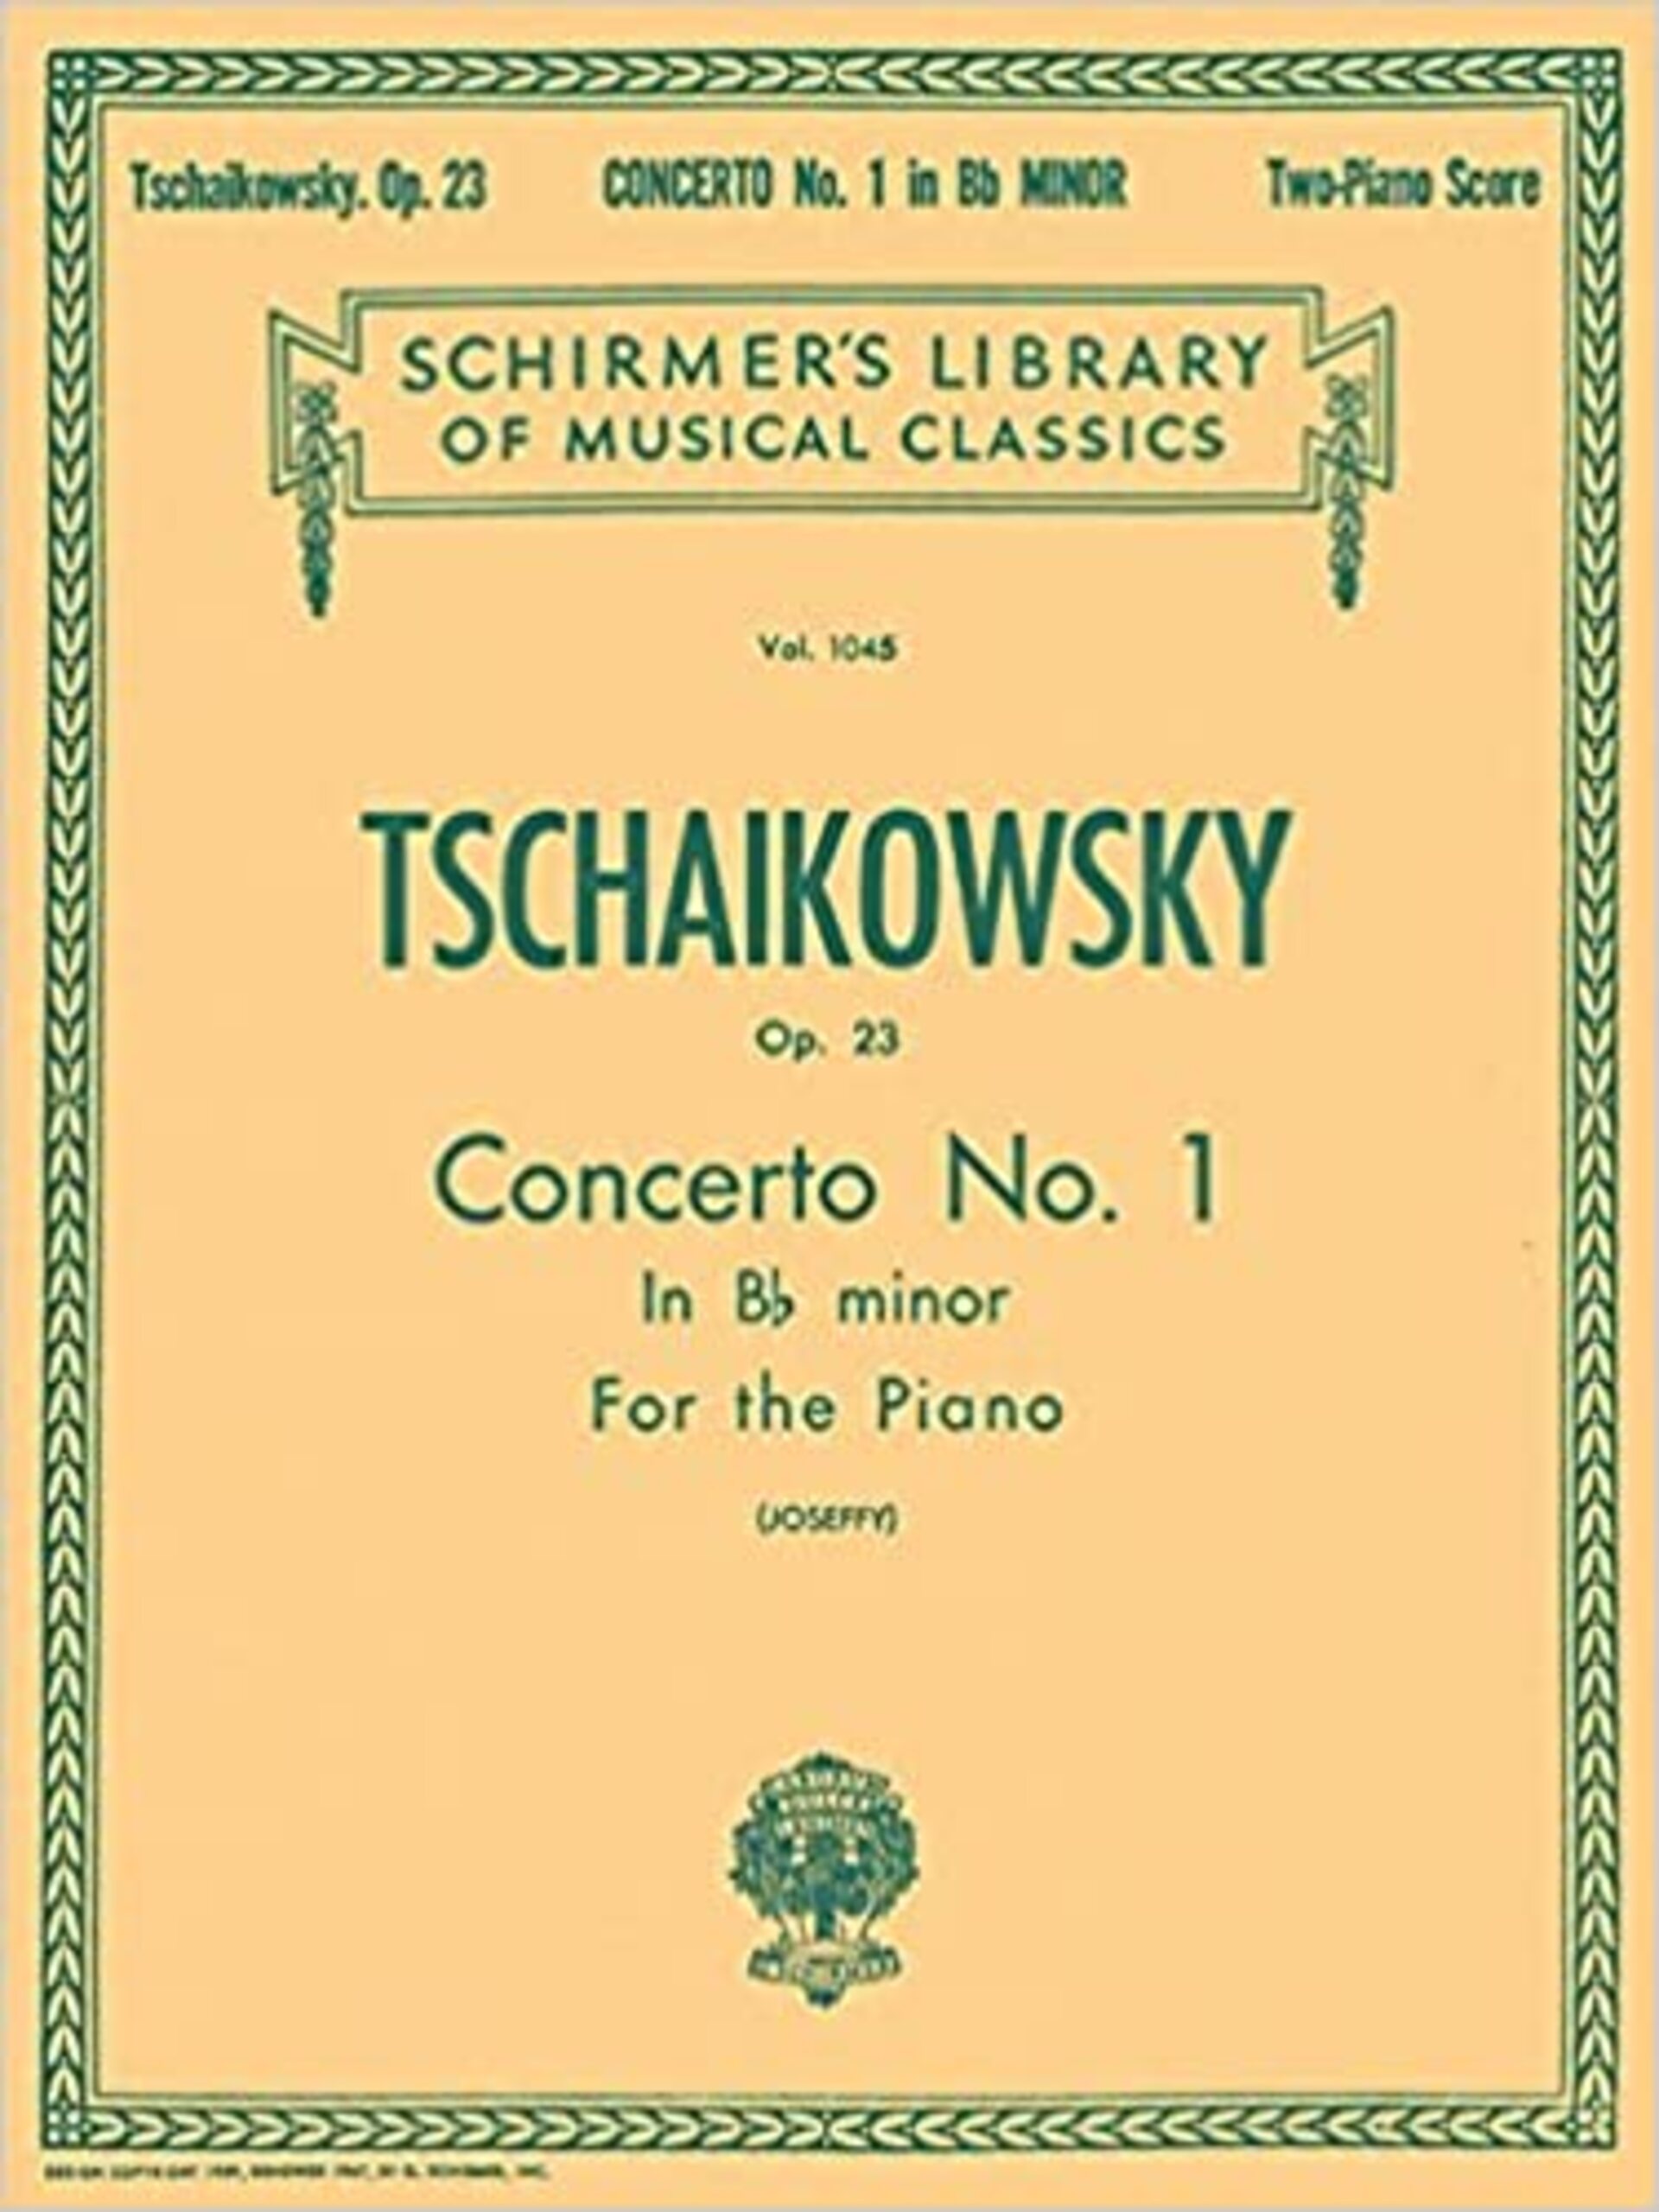 Tschaikowsky. Op. 23 CONCERTO No. 1 in Bb MINOR Two-Piano Score
SCHIRMER'S LIBRARY
OF MUSICAL CLASSICS
Vol. 1045
TSCHAIKOWSKY
Op. 23
Concerto No. 1
In B♭ minor
For the Piano
(JOSEFFY)